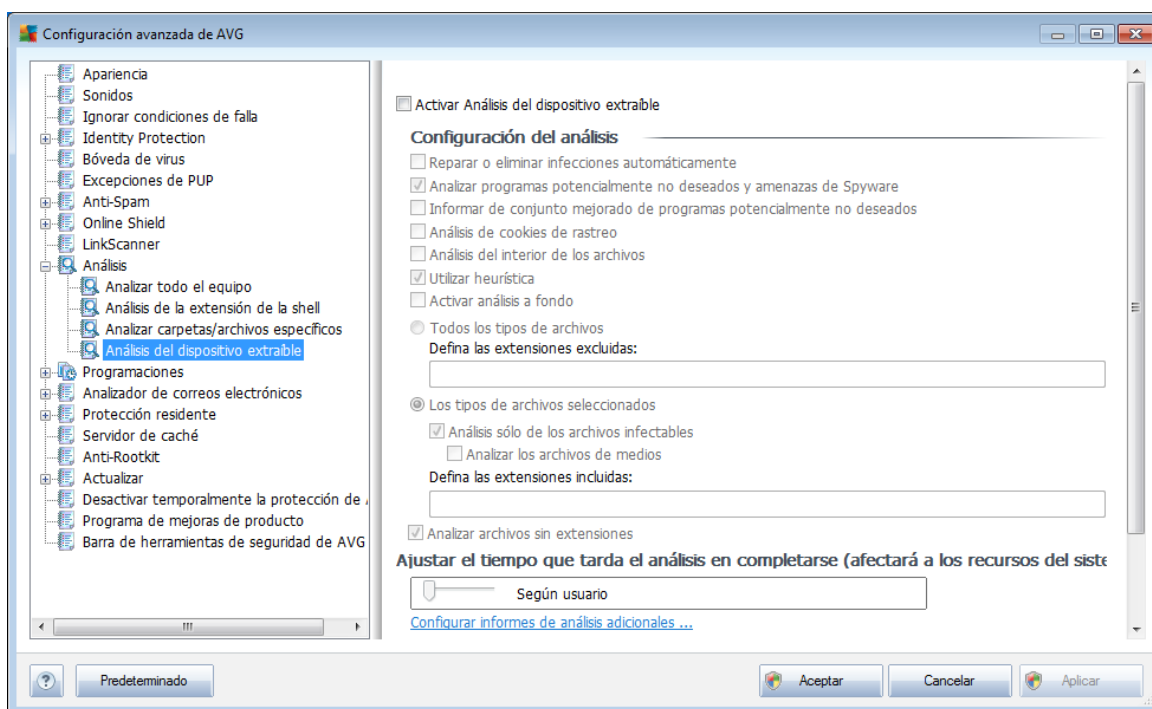 Configuración avanzada de AVG
Apariencia
Sonidos
Ignorar condiciones de falla
Identity Protection
Bóveda de virus
Excepciones de PUP
Anti-Spam
Online Shield
LinkScanner
Análisis
Analizar todo el equipo
Análisis de la extensión de la shell
Analizar carpetas/archivos específicos
Análisis del dispositivo extraíble
Programaciones
Analizador de correos electrónicos
Protección residente
Servidor de caché
Anti-Rootkit
Actualizar
Desactivar temporalmente la protección de
Programa de mejoras de producto
Barra de herramientas de seguridad de AVG
Activar Análisis del dispositivo extraíble
Configuración del análisis
Reparar o eliminar infecciones automáticamente
Analizar programas potencialmente no deseados y amenazas de Spyware
Informar de conjunto mejorado de programas potencialmente no deseados
Análisis de cookies de rastreo
Análisis del interior de los archivos
Utilizar heurística
Activar análisis a fondo
Todos los tipos de archivos
Defina las extensiones excluidas:
Los tipos de archivos seleccionados
Análisis sólo de los archivos infectables
Analizar los archivos de medios
Defina las extensiones incluidas:
Analizar archivos sin extensiones
Ajustar el tiempo que tarda el análisis en completarse (afectará a los recursos del siste
Según usuario
Configurar informes de análisis adicionales ...
?
Predeterminado
Aceptar
Cancelar
Aplicar